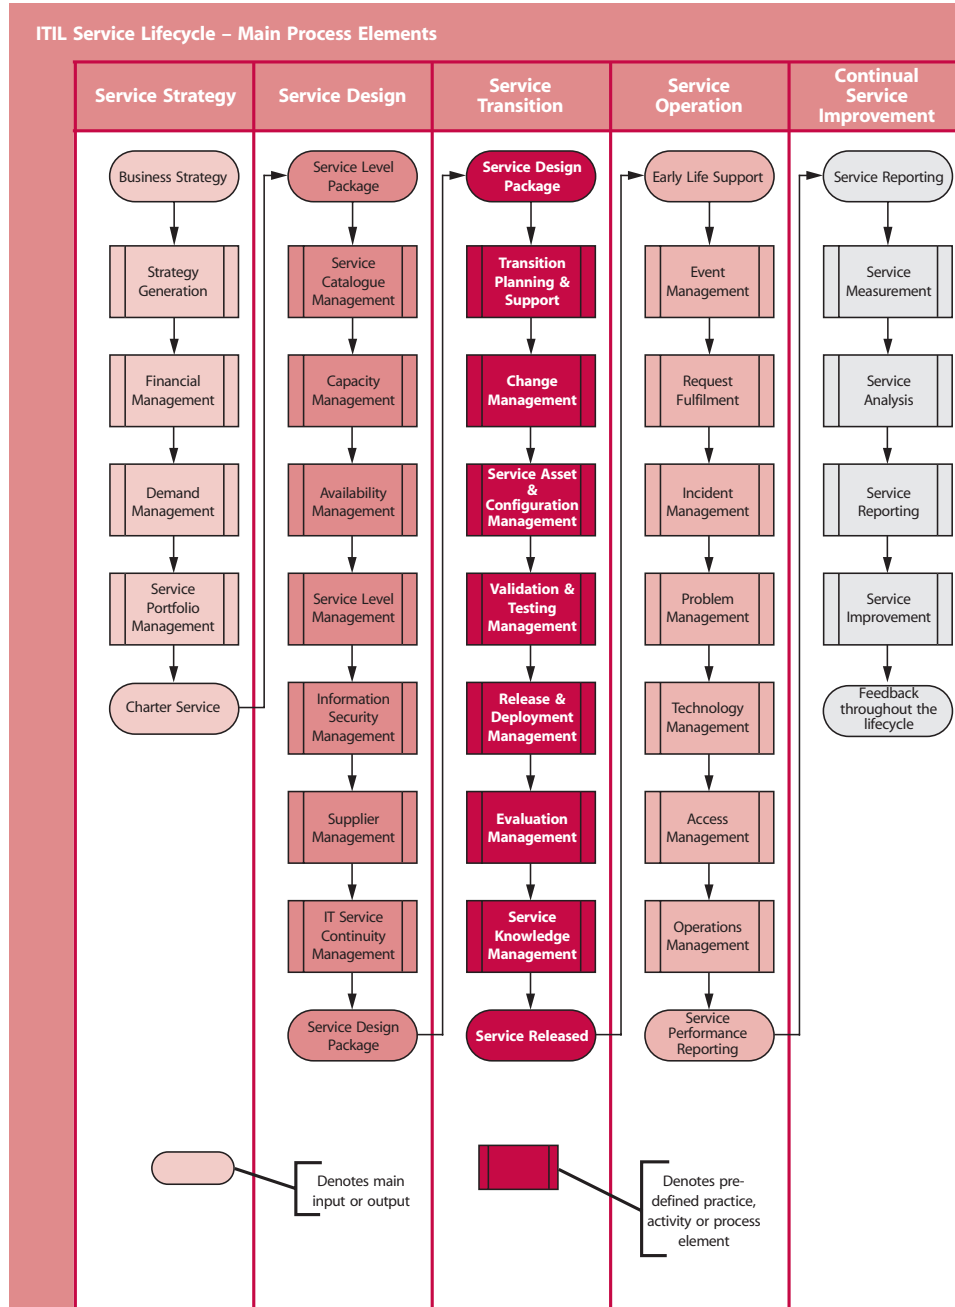 ITIL Service Lifecycle – Main Process Elements
Service Strategy
Service Design
Service
Transition
Service
Operation
Continual
Service
Improvement
Business Strategy
Strategy
Generation
Financial
Management
Demand
Management
Service
Portfolio
Management
Charter Service
Service Level
Package
Service
Catalogue
Management
Capacity
Management
Availability
Management
Service Level
Management
Information
Security
Management
Supplier
Management
IT Service
Continuity
Management
Service Design
Package
Service Design
Package
Transition
Planning &
Support
Change
Management
Service Asset
&
Configuration
Management
Validation &
Testing
Management
Release &
Deployment
Management
Evaluation
Management
Service
Knowledge
Management
Service Released
Early Life Support
Event
Management
Request
Fulfilment
Incident
Management
Problem
Management
Technology
Management
Access
Management
Operations
Management
Service
Performance
Reporting
Service Reporting
Service
Measurement
Service
Analysis
Service
Reporting
Service
Improvement
Feedback
throughout the
lifecycle
Denotes main
input or output
Denotes pre-
defined practice,
activity or process
element